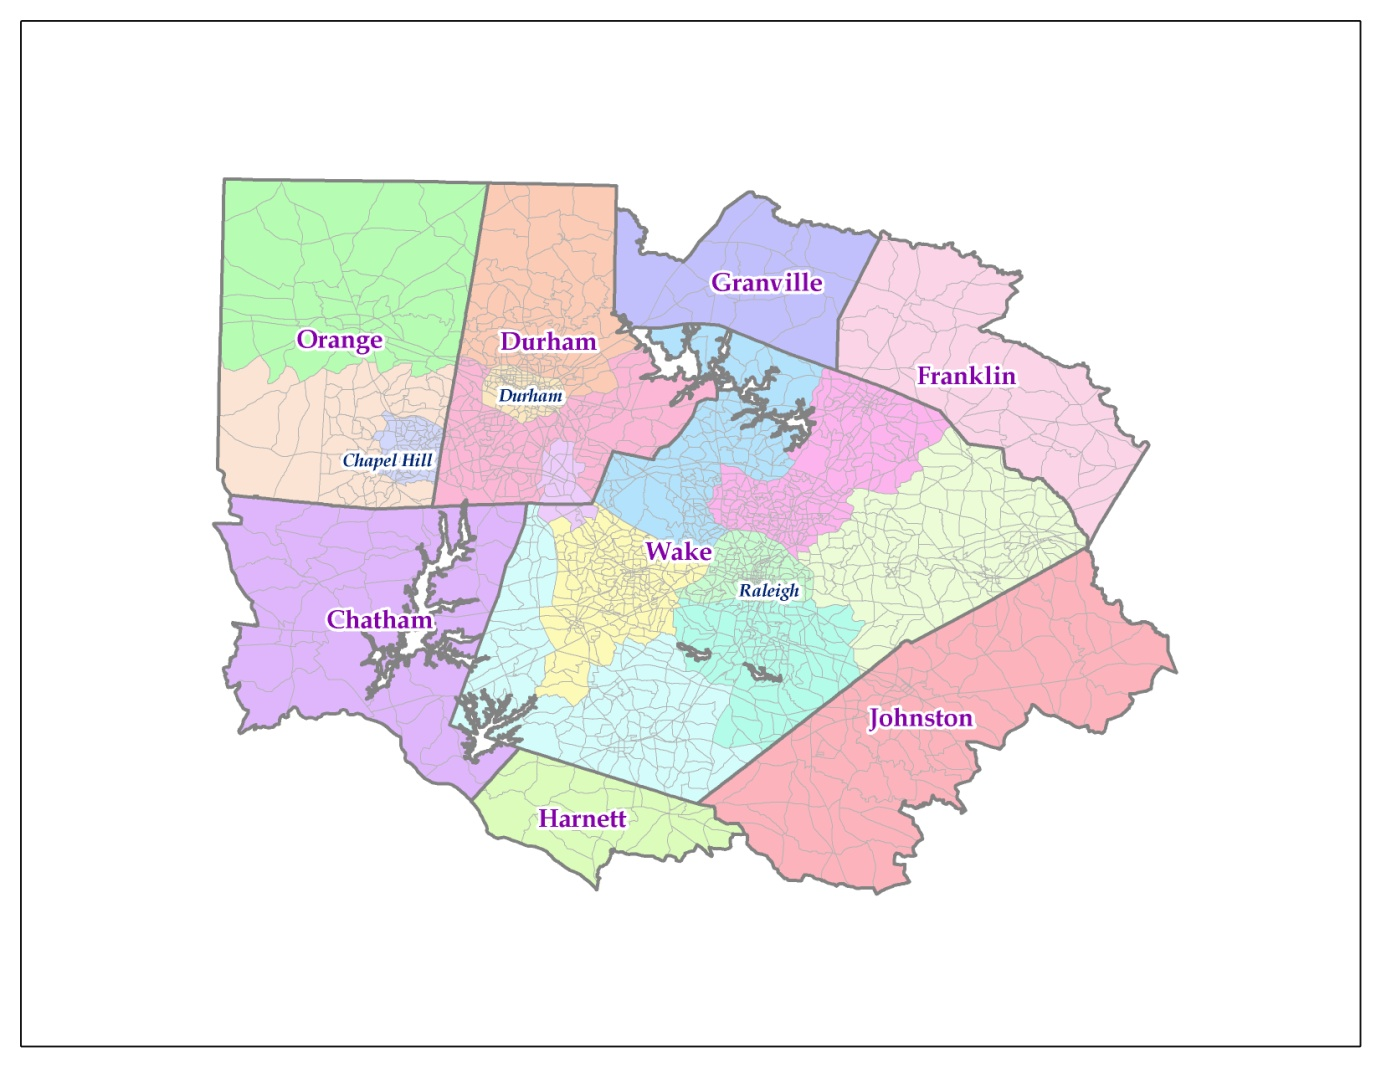 Granville
Orange
Durham
Franklin
Durham
Chapel Hill
Wake
Raleigh
Chatham
Johnston
Harnett